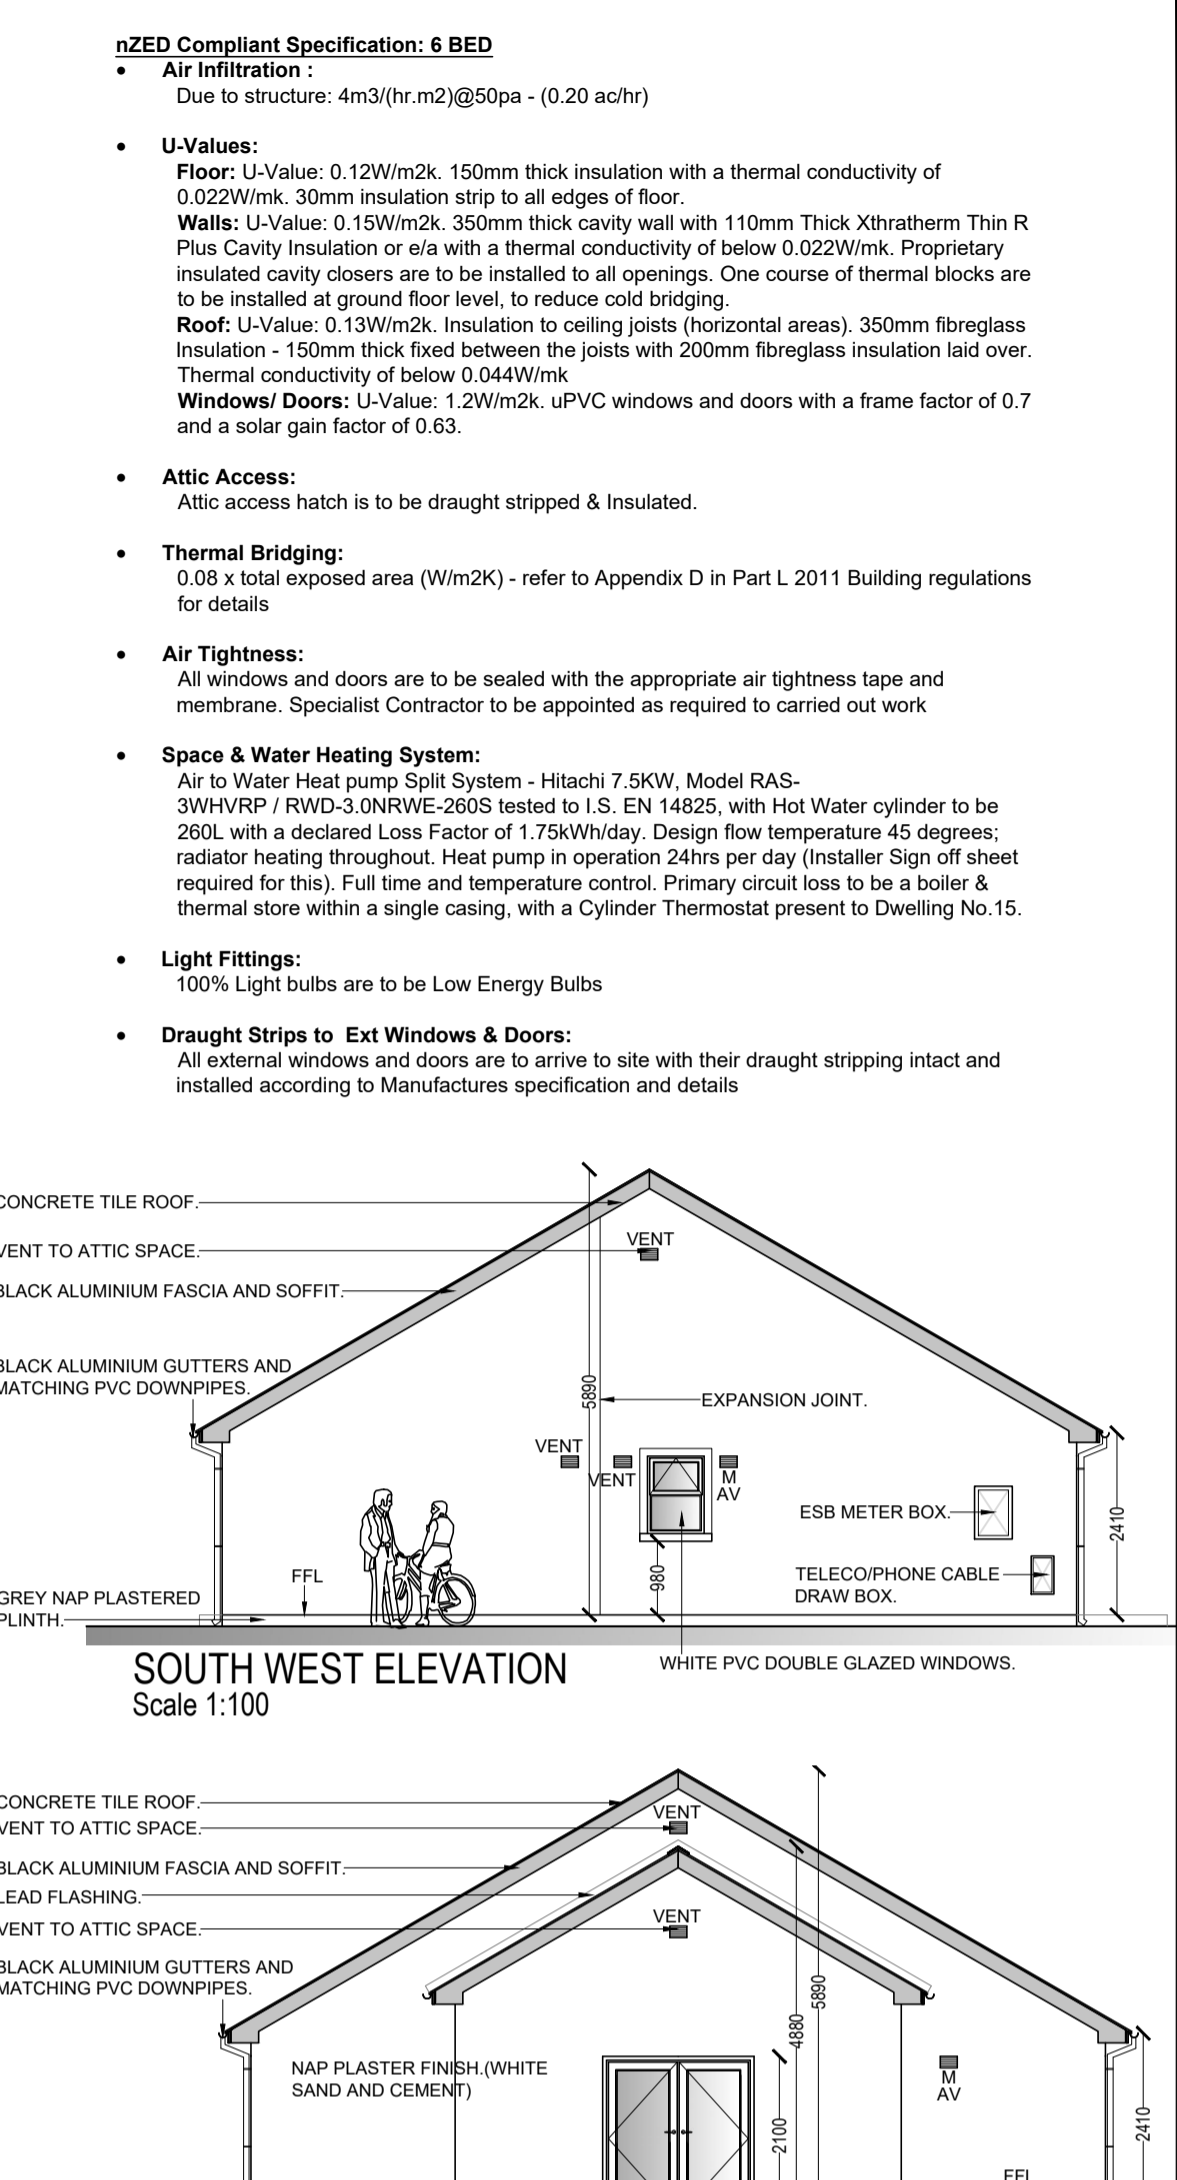 nZED Compliant Specification: 6 BED
• Air Infiltration :
Due to structure: 4m3/(hr.m2)@50pa - (0.20 ac/hr)
• U-Values:
Floor: U-Value: 0.12W/m2k. 150mm thick insulation with a thermal conductivity of
0.022W/mk. 30mm insulation strip to all edges of floor.
Walls: U-Value: 0.15W/m2k. 350mm thick cavity wall with 110mm Thick Xthratherm Thin R
Plus Cavity Insulation or e/a with a thermal conductivity of below 0.022W/mk. Proprietary
insulated cavity closers are to be installed to all openings. One course of thermal blocks are
to be installed at ground floor level, to reduce cold bridging.
Roof: U-Value: 0.13W/m2k. Insulation to ceiling joists (horizontal areas). 350mm fibreglass
Insulation - 150mm thick fixed between the joists with 200mm fibreglass insulation laid over.
Thermal conductivity of below 0.044W/mk
Windows/ Doors: U-Value: 1.2W/m2k. uPVC windows and doors with a frame factor of 0.7
and a solar gain factor of 0.63.
• Attic Access:
Attic access hatch is to be draught stripped & Insulated.
• Thermal Bridging:
0.08 x total exposed area (W/m2K) - refer to Appendix D in Part L 2011 Building regulations
for details
• Air Tightness:
All windows and doors are to be sealed with the appropriate air tightness tape and
membrane. Specialist Contractor to be appointed as required to carried out work
• Space & Water Heating System:
Air to Water Heat pump Split System - Hitachi 7.5KW, Model RAS-
3WHVRP / RWD-3.0NRWE-260S tested to I.S. EN 14825, with Hot Water cylinder to be
260L with a declared Loss Factor of 1.75kWh/day. Design flow temperature 45 degrees;
radiator heating throughout. Heat pump in operation 24hrs per day (Installer Sign off sheet
required for this). Full time and temperature control. Primary circuit loss to be a boiler &
thermal store within a single casing, with a Cylinder Thermostat present to Dwelling No.15.
• Light Fittings:
100% Light bulbs are to be Low Energy Bulbs
• Draught Strips to Ext Windows & Doors:
All external windows and doors are to arrive to site with their draught stripping intact and
installed according to Manufactures specification and details
CONCRETE TILE ROOF.
VENT
VENT TO ATTIC SPACE.
BLACK ALUMINIUM FASCIA AND SOFFIT.
BLACK ALUMINIUM GUTTERS AND
MATCHING PVC DOWNPIPES.
5890
EXPANSION JOINT.
VENT
VENT
M
AV
ESB METER BOX.
2410
FFL
980
TELECO/PHONE CABLE
DRAW BOX.
GREY NAP PLASTERED
PLINTH.
SOUTH WEST ELEVATION
Scale 1:100
WHITE PVC DOUBLE GLAZED WINDOWS.
CONCRETE TILE ROOF.
VENT
VENT TO ATTIC SPACE.
BLACK ALUMINIUM FASCIA AND SOFFIT.
LEAD FLASHING.
VENT
VENT TO ATTIC SPACE.
BLACK ALUMINIUM GUTTERS AND
MATCHING PVC DOWNPIPES.
5890
4880
NAP PLASTER FINISH.(WHITE
SAND AND CEMENT)
M
AV
2100
2410
FFL